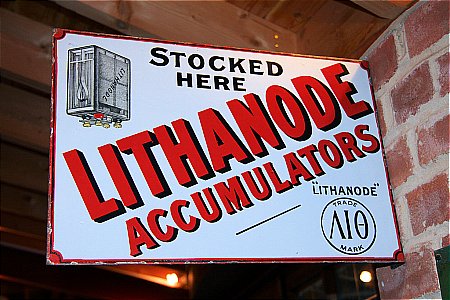 STOCKED
HERE
LITHANODE
ACCUMULATORS
"LITHANODE"
TRADE
ΛΙΘ
MARK